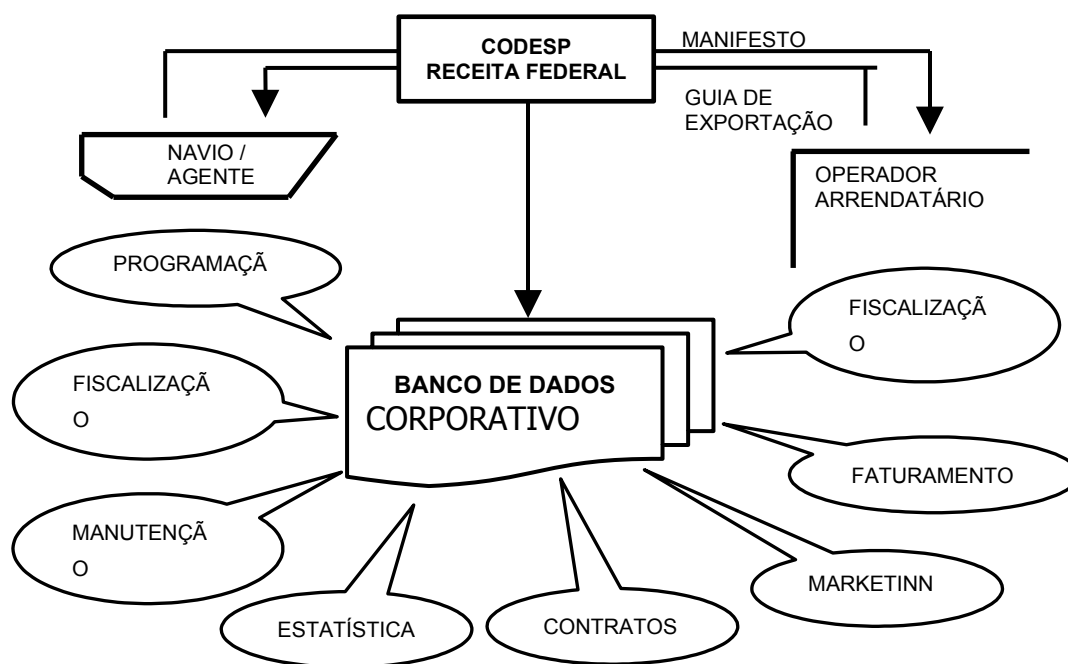 CODESP
RECEITA FEDERAL
MANIFESTO
GUIA DE
EXPORTAÇÃO
NAVIO /
AGENTE
OPERADOR
ARRENDATÁRIO
PROGRAMAÇÃ
FISCALIZAÇÃ
O
FISCALIZAÇÃ
O
BANCO DE DADOS
CORPORATIVO
FATURAMENTO
MANUTENÇÃ
O
MARKETINN
ESTATÍSTICA
CONTRATOS